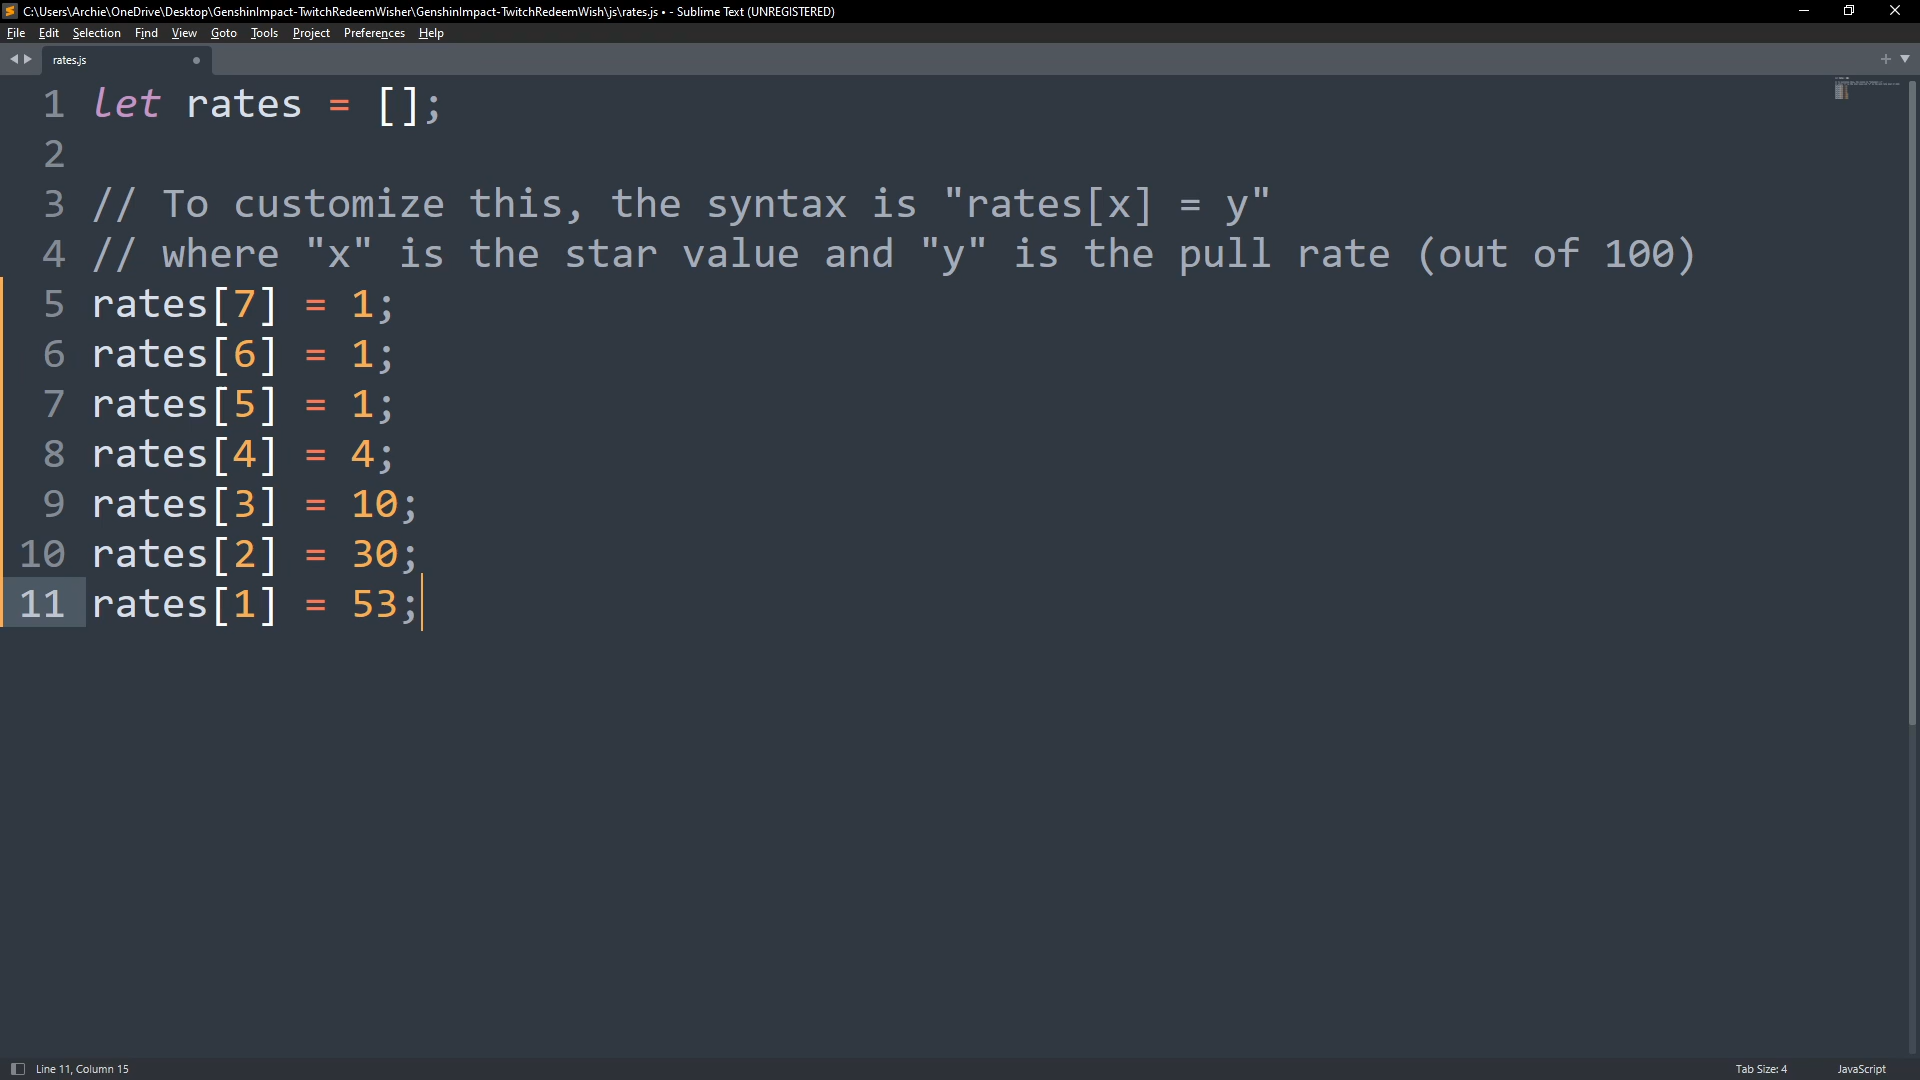 C:\Users\Archie\OneDrive\Desktop\GenshinImpact-TwitchRedeemWisher\GenshinImpact-TwitchRedeemWish\js\rates.js • - Sublime Text (UNREGISTERED)
File Edit Selection Find View Goto Tools Project Preferences Help
rates.js
1 let rates = [];
2
3 // To customize this, the syntax is "rates[x] = y"
4 // where "x" is the star value and "y" is the pull rate (out of 100)
5 rates[7] = 1;
6 rates[6] = 1;
7 rates[5] = 1;
8 rates[4] = 4;
9 rates[3] = 10;
10 rates[2] = 30;
11 rates[1] = 53;
Line 11, Column 15
Tab Size: 4
JavaScript